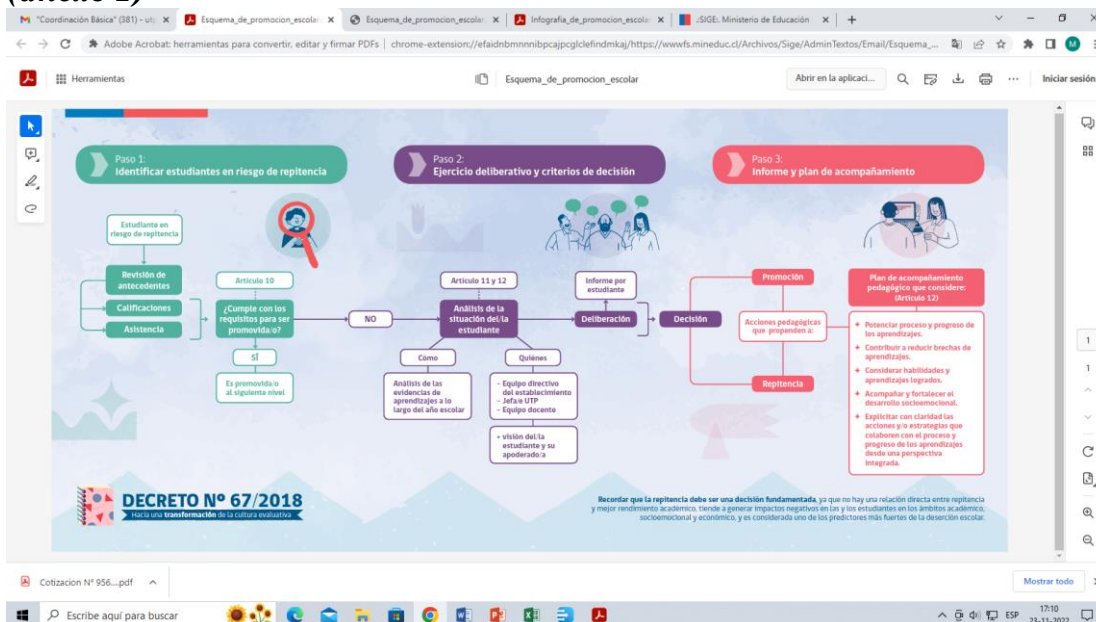 (anexo 2)
"Coordinación Básica" (381) - utp
Esquema_de_promocion_escolar
Esquema_de_promocion_escolar
Infografia_de_promocion_escolar
.:SIGE:. Ministerio de Educación
Adobe Acrobat: herramientas para convertir, editar y firmar PDFs | chrome-extension://efaidnbmnnnibpcajpcglclefindmkaj/https://wwwfs.mineduc.cl/Archivos/Sige/AdminTextos/Email/Esquema_...
M
Herramientas
Esquema_de_promocion_escolar
Abrir en la aplicaci...
Iniciar sesión
Paso 1:
Identificar estudiantes en riesgo de repitencia
Estudiante en
riesgo de repitencia
Revisión de
antecedentes
Calificaciones
Asistencia
Artículo 10
¿Cumple con los
requisitos para ser
promovida/o?
SÍ
Es promovida/o
al siguiente nivel
NO
Paso 2:
Ejercicio deliberativo y criterios de decisión
Artículo 11 y 12
Análisis de la
situación del/la
estudiante
Cómo
Análisis de las
evidencias de
aprendizajes a lo
largo del año escolar
Quiénes
- Equipo directivo
del establecimiento
- Jefa/e UTP
- Equipo docente
+ visión del/la
estudiante y su
apoderado/a
Informe por
estudiante
Deliberación
Decisión
Paso 3:
Informe y plan de acompañamiento
Promoción
Acciones pedagógicas
que propenden a:
Repitencia
Plan de acompañamiento
pedagógico que considere:
(Artículo 12)
+ Potenciar proceso y progreso de
los aprendizajes.
+ Contribuir a reducir brechas de
aprendizajes.
+ Considerar habilidades y
aprendizajes logrados.
+ Acompañar y fortalecer el
desarrollo socioemocional.
+ Explicitar con claridad las
acciones y/o estrategias que
colaboren con el proceso y
progreso de los aprendizajes
desde una perspectiva
integrada.
DECRETO Nº 67/2018
Hacia una transformación de la cultura evaluativa
Recordar que la repitencia debe ser una decisión fundamentada, ya que no hay una relación directa entre repitencia
y mejor rendimiento académico, tiende a generar impactos negativos en las y los estudiantes en los ámbitos académico,
socioemocional y económico, y es considerada uno de los predictores más fuertes de la deserción escolar.
1
1
Cotizacion N° 956....pdf
Mostrar todo
Escribe aquí para buscar
ESP
17:10
23-11-2022